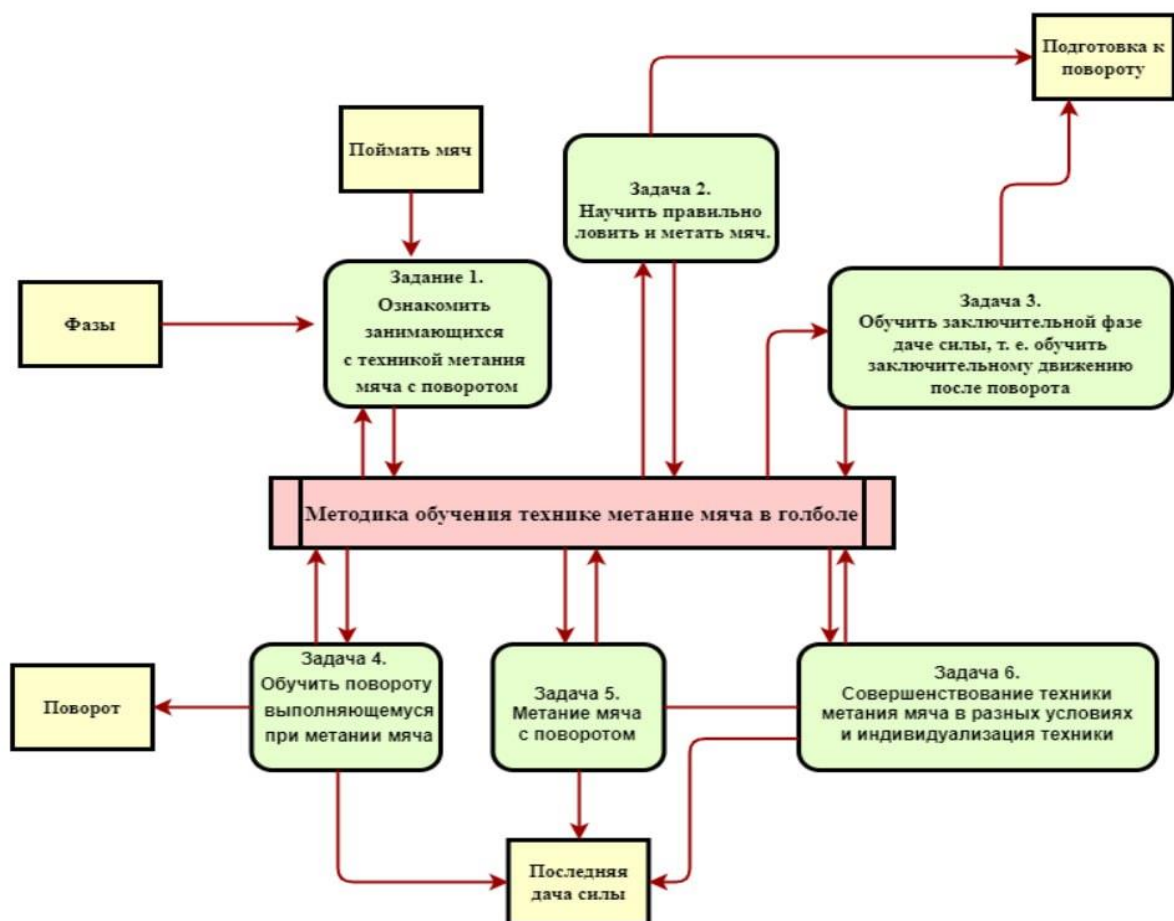 Подготовка к
повороту
Поймать мяч
Задача 2.
Научить правильно
ловить и метать мяч.
Задание 1.
Ознакомить
занимающихся
с техникой метания
мяча с поворотом
Фазы
Задача 3.
Обучить заключительной фазе
даче силы, т. е. обучить
заключительному движению
после поворота
Методика обучения технике метание мяча в голболе
Поворот
Задача 4.
Обучить повороту
выполняющемуся
при метании мяча
Задача 5.
Метание мяча
с поворотом
Задача 6.
Совершенствование техники
метания мяча в разных условиях
и индивидуализация техники
Последняя
дача силы